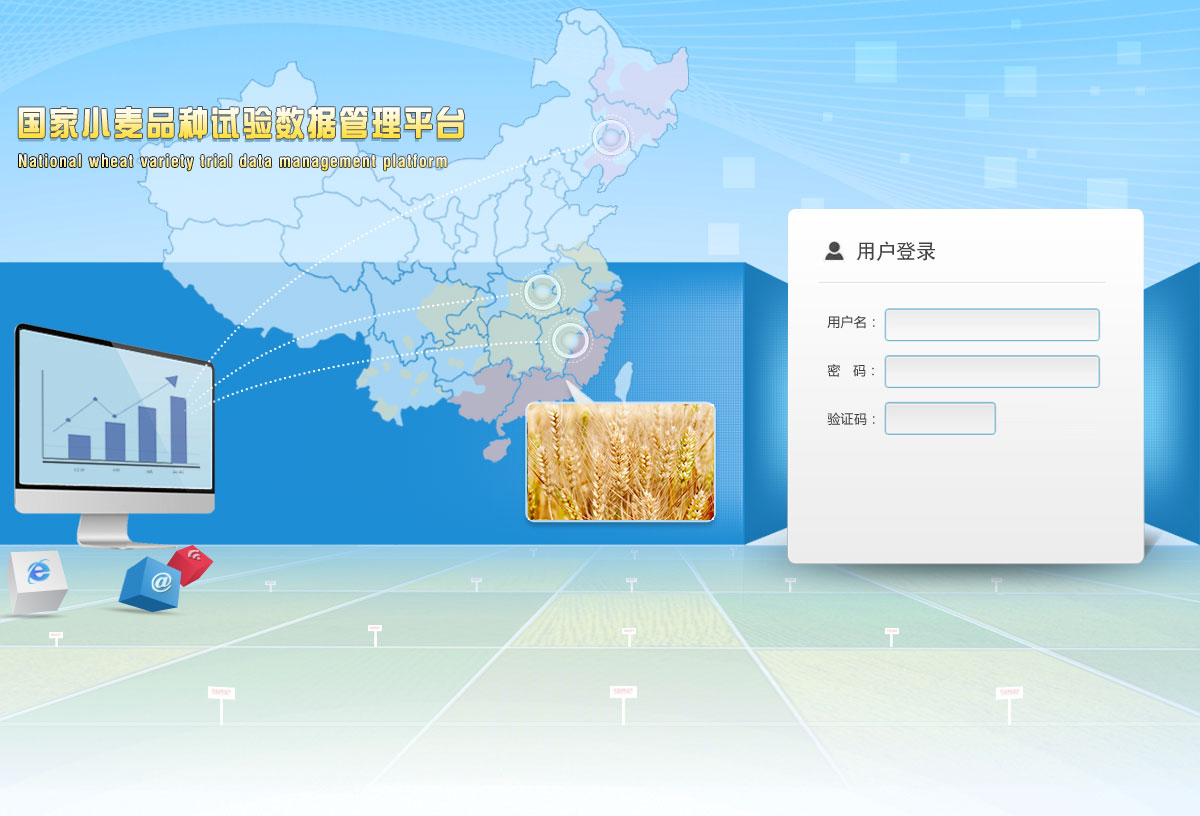 国家小麦品种试验数据管理平台
National wheat variety trial data management platform
用户登录
用户名：
密 码：
验证码：
@